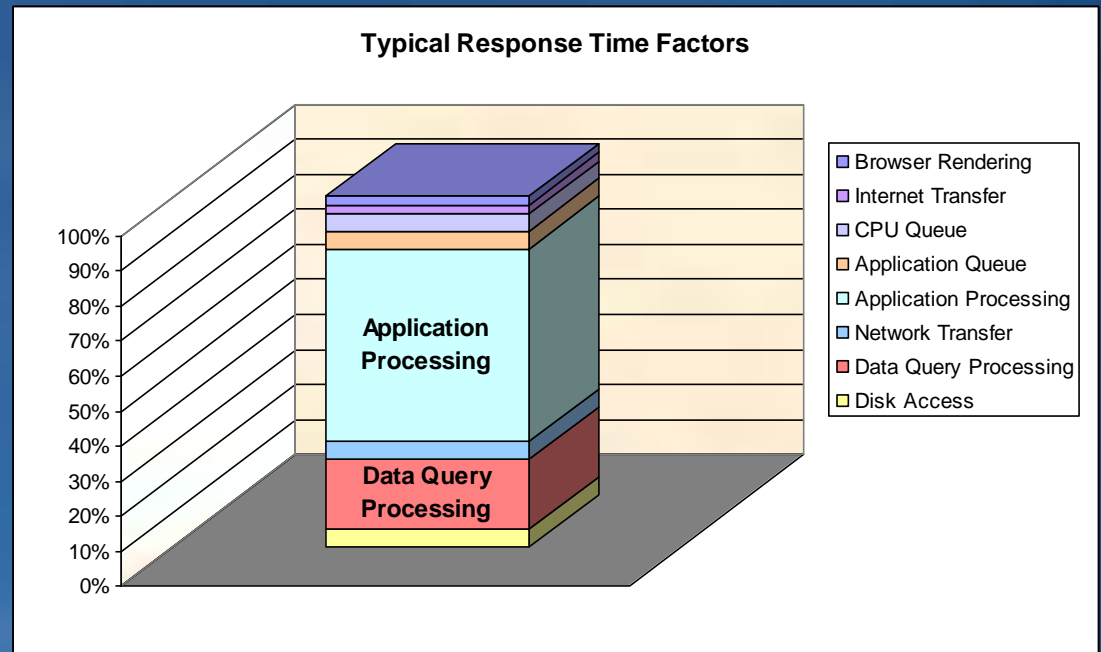 Typical Response Time Factors
100%
90%
80%
70%
60%
50%
40%
30%
20%
10%
0%
Application
Processing
Data Query
Processing
Browser Rendering
Internet Transfer
CPU Queue
Application Queue
Application Processing
Network Transfer
Data Query Processing
Disk Access